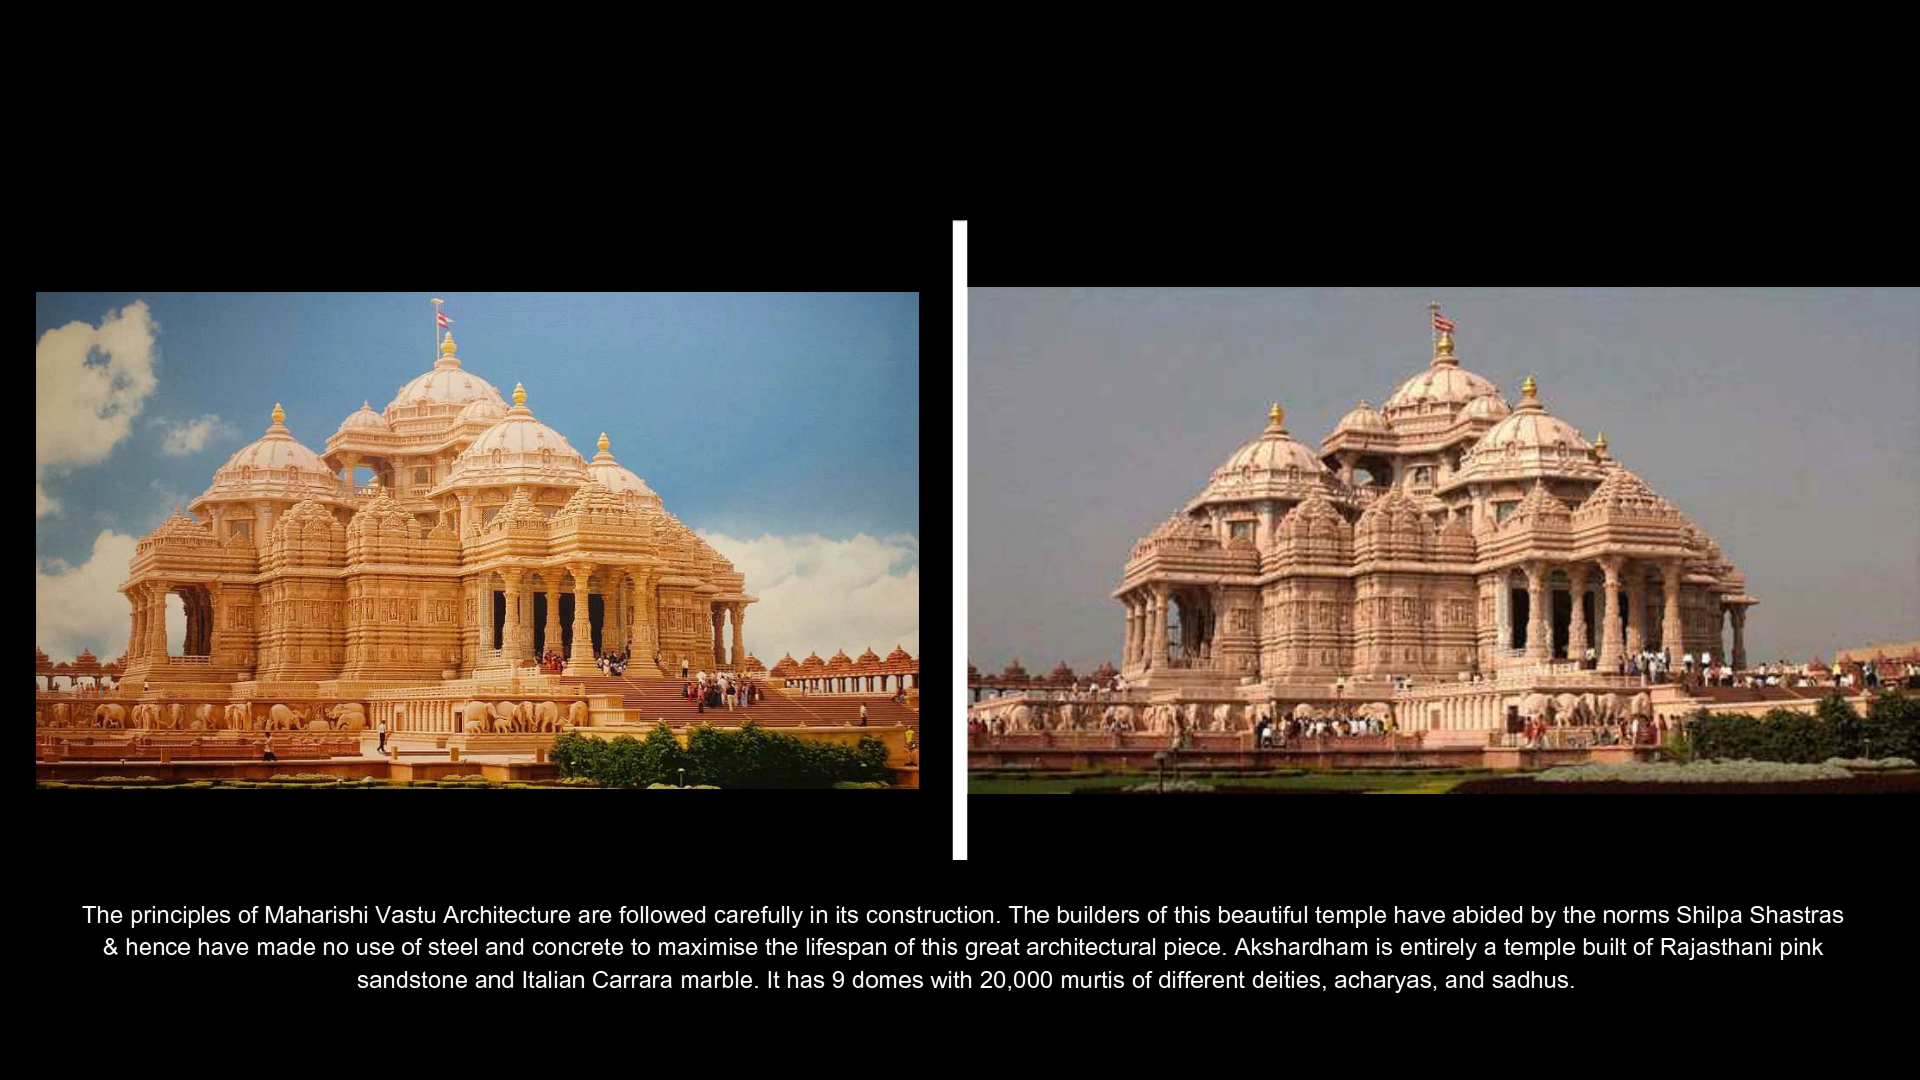 The principles of Maharishi Vastu Architecture are followed carefully in its construction. The builders of this beautiful temple have abided by the norms Shilpa Shastras
& hence have made no use of steel and concrete to maximise the lifespan of this great architectural piece. Akshardham is entirely a temple built of Rajasthani pink
sandstone and Italian Carrara marble. It has 9 domes with 20,000 murtis of different deities, acharyas, and sadhus.